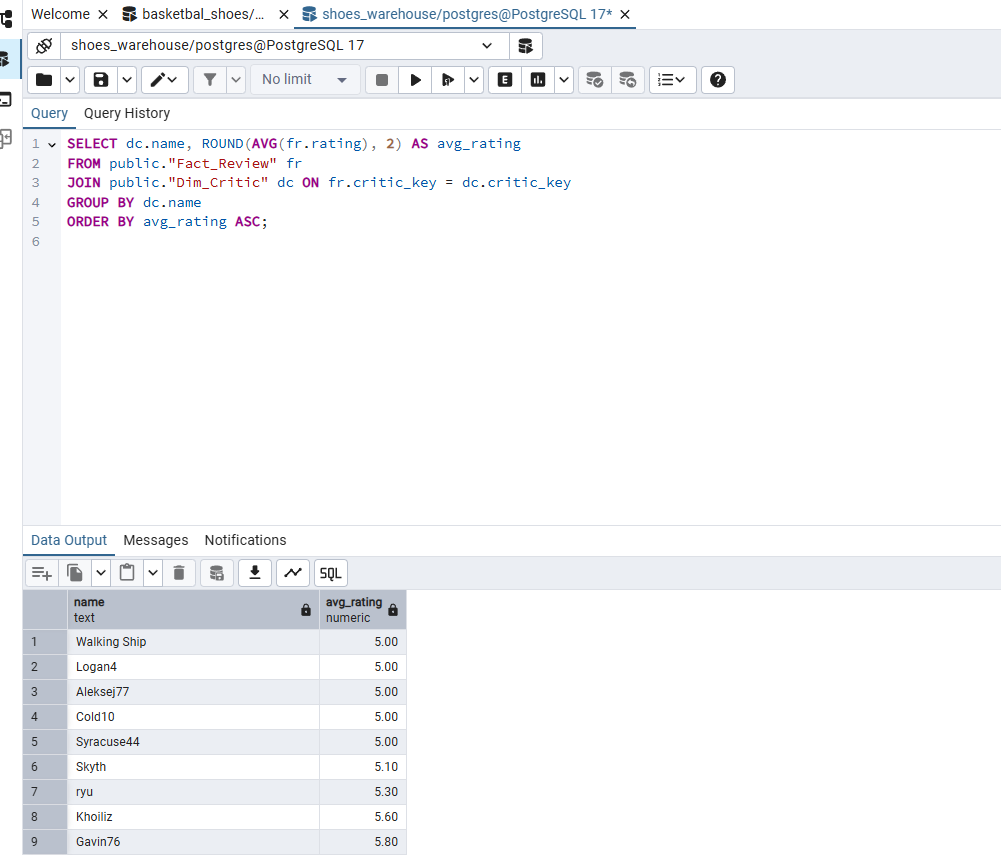 Welcome basketbal_shoes/... shoes_warehouse/postgres@PostgreSQL 17*
shoes_warehouse/postgres@PostgreSQL 17
No limit
E
Query Query History
1 SELECT dc.name, ROUND(AVG(fr.rating), 2) AS avg_rating
2 FROM public."Fact_Review" fr
3 JOIN public."Dim_Critic" dc ON fr.critic_key = dc.critic_key
4 GROUP BY dc.name
5 ORDER BY avg_rating ASC;
6
Data Output Messages Notifications
SQL
name avg_rating
text numeric
1 Walking Ship 5.00
2 Logan4 5.00
3 Aleksej77 5.00
4 Cold10 5.00
5 Syracuse44 5.00
6 Skyth 5.10
7 ryu 5.30
8 Khoiliz 5.60
9 Gavin76 5.80